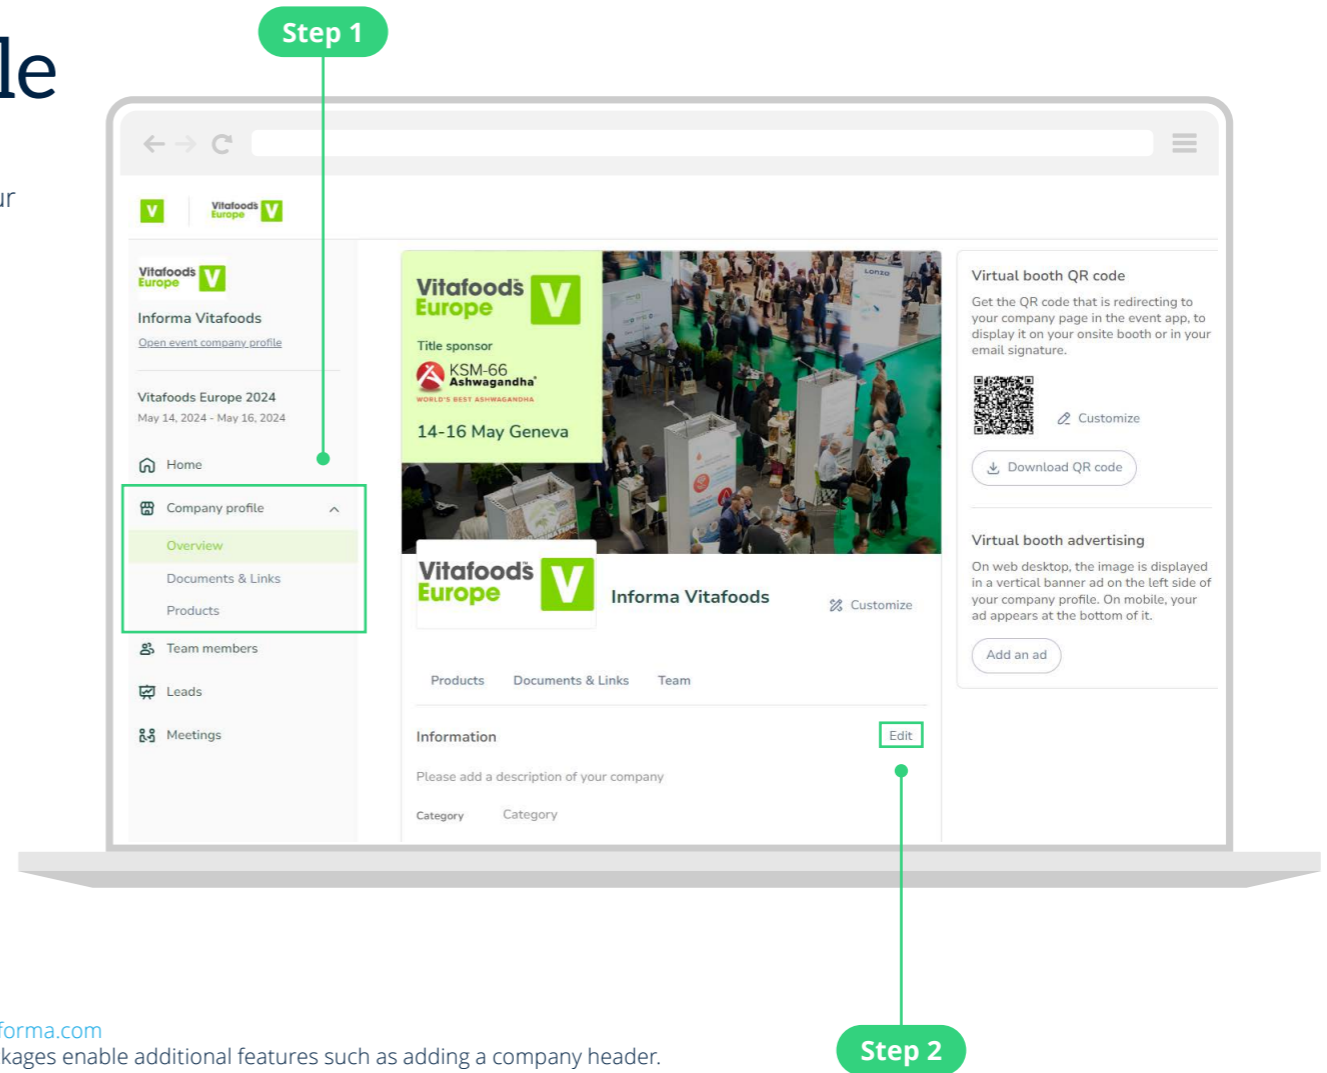 Step 1
le
ur
V
Vitafoods
Europe
V
Vitafoods
Europe
V
Informa Vitafoods
Open event company profile
Vitafoods Europe 2024
May 14, 2024 - May 16, 2024
Home
Company profile
Overview
Documents & Links
Products
Team members
Leads
Meetings
Vitafoods
Europe
V
Title sponsor
KSM-66
Ashwagandha
WORLD'S BEST ASHWAGANDHA
14-16 May Geneva
Lonza
Vitafoods
Europe
V
Informa Vitafoods
Customize
Products Documents & Links Team
Information
Edit
Please add a description of your company
Category Category
Virtual booth QR code
Get the QR code that is redirecting to
your company page in the event app, to
display it on your onsite booth or in your
email signature.
Customize
Download QR code
Virtual booth advertising
On web desktop, the image is displayed
in a vertical banner ad on the left side of
your company profile. On mobile, your
ad appears at the bottom of it.
Add an ad
forma.com
kages enable additional features such as adding a company header.
Step 2